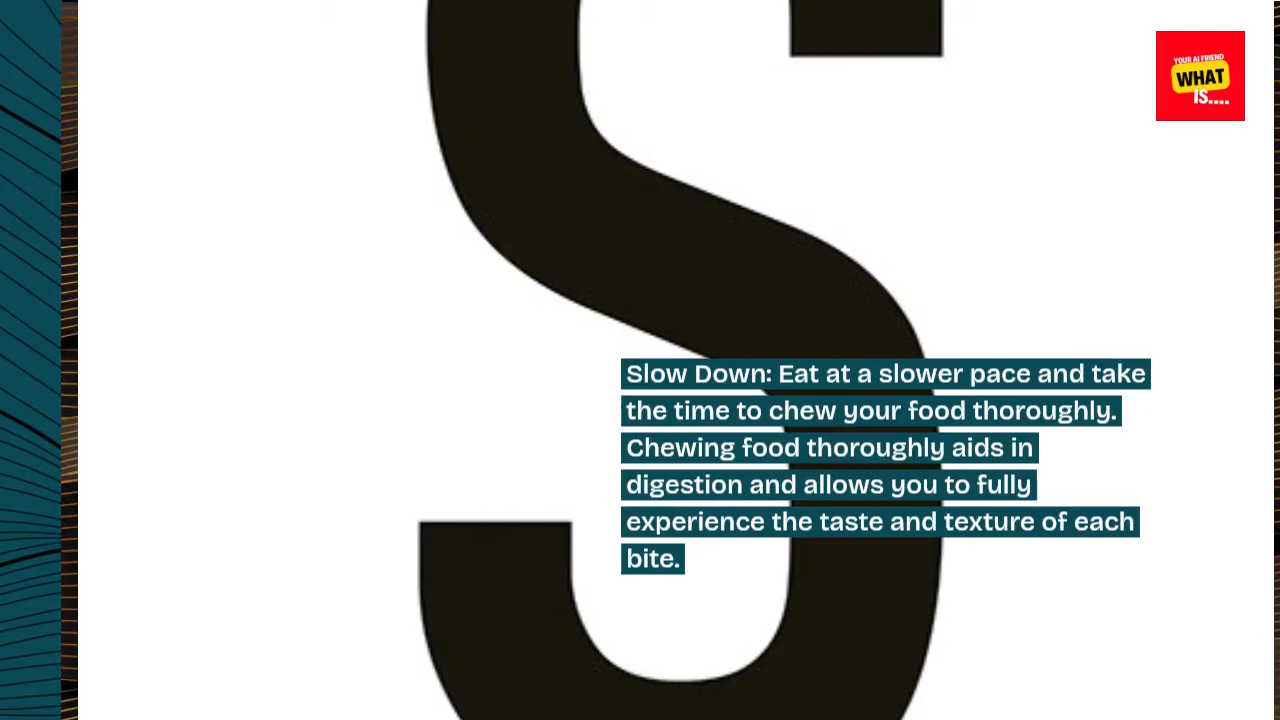 S
YOUR AI FRIEND
WHAT
IS....
Slow Down: Eat at a slower pace and take
the time to chew your food thoroughly.
Chewing food thoroughly aids in
digestion and allows you to fully
experience the taste and texture of each
bite.